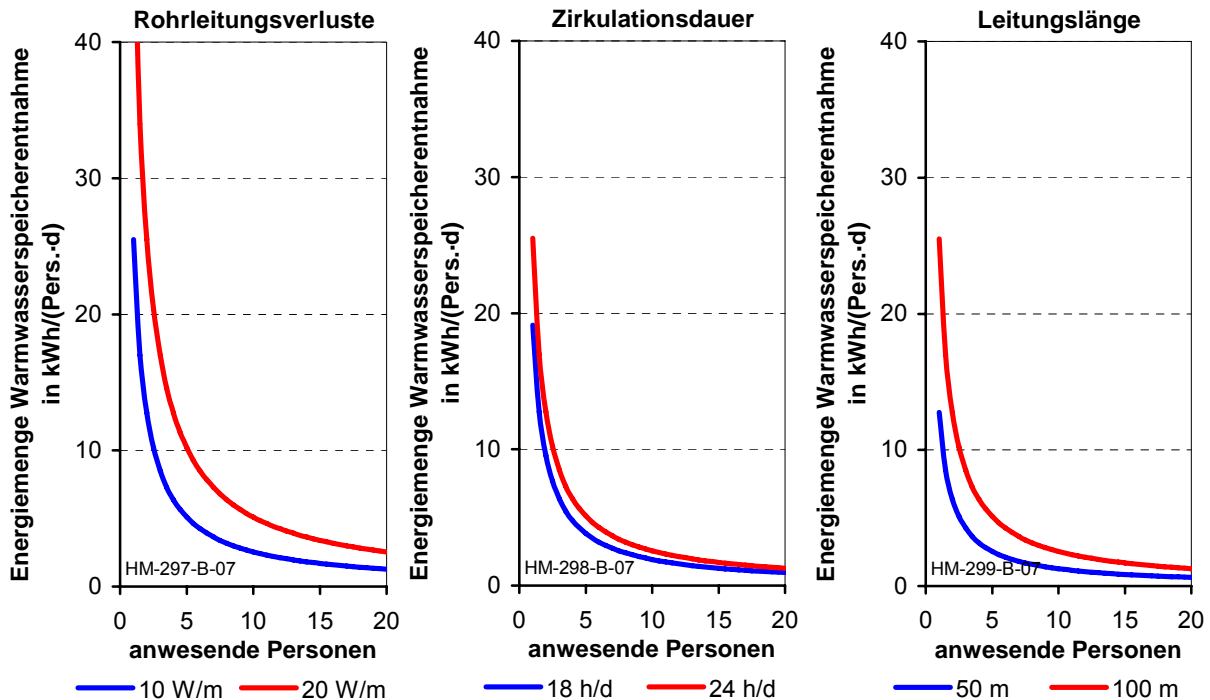 Rohrleitungsverluste
Energiemenge Warmwasserspeicherentnahme
in kWh/(Pers.·d)
40
30
20
10
0
HM-297-B-07
0 5 10 15 20
anwesende Personen
10 W/m 20 W/m
Zirkulationsdauer
Energiemenge Warmwasserspeicherentnahme
in kWh/(Pers.·d)
40
30
20
10
0
HM-298-B-07
0 5 10 15 20
anwesende Personen
18 h/d 24 h/d
Leitungslänge
Energiemenge Warmwasserspeicherentnahme
in kWh/(Pers.·d)
40
30
20
10
0
HM-299-B-07
0 5 10 15 20
anwesende Personen
50 m 100 m